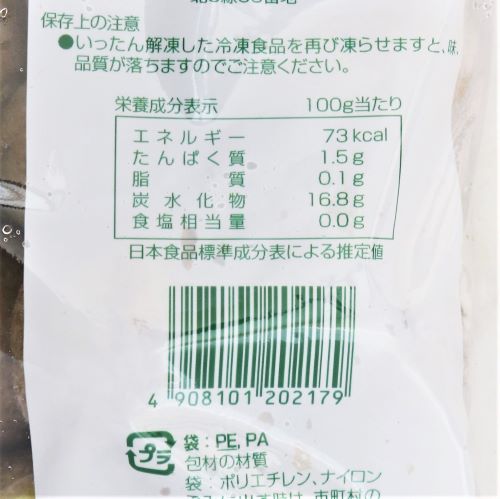 保存上の注意
●いったん解凍した冷凍食品を再び凍らせますと、味、
品質が落ちますのでご注意ください。
栄養成分表示 100g当たり
エネルギー 73kcal
たんぱく質 1.5g
脂質 0.1g
炭水化物 16.8g
食塩相当量 0.0g
日本食品標準成分表による推定値
4 908101 202179
プラ
袋：PE, PA
包材の材質
袋：ポリエチレン、ナイロン